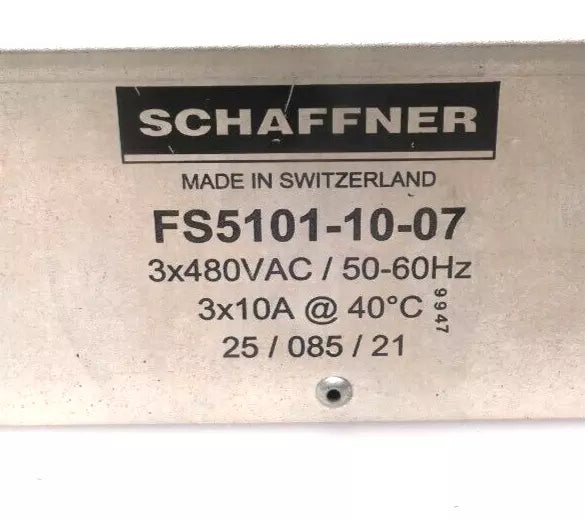 SCHAFFNER
MADE IN SWITZERLAND
FS5101-10-07
3x480VAC / 50-60Hz
3x10A @ 40°C
9947
25 / 085 / 21